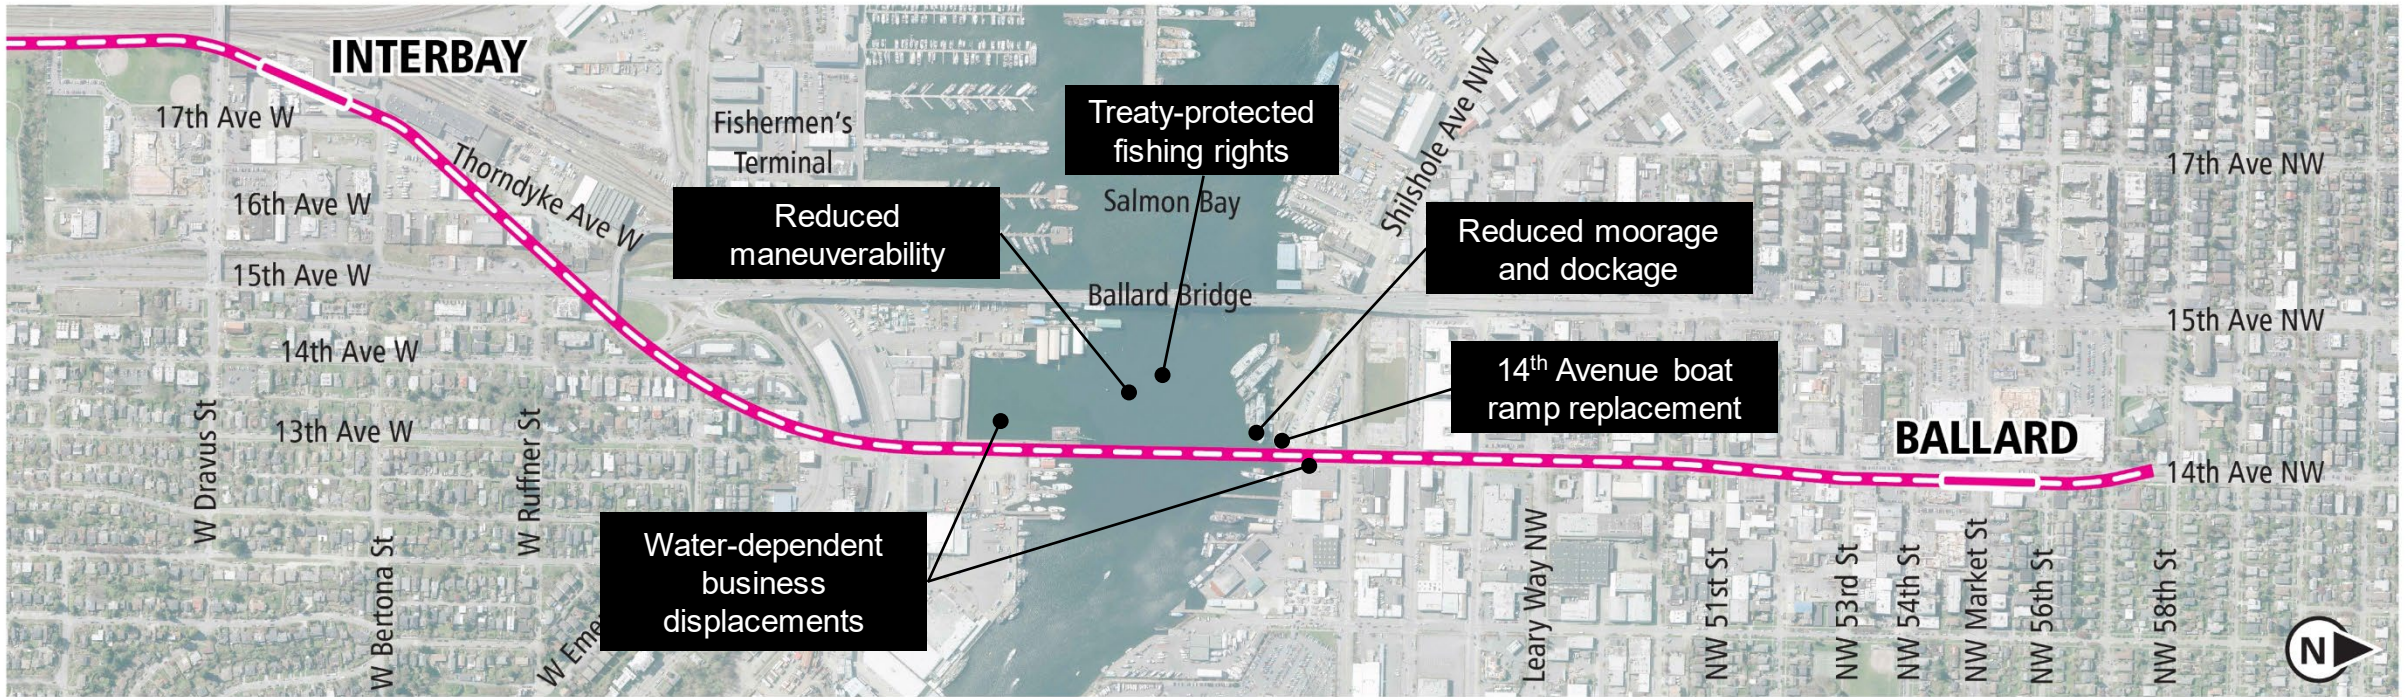 INTERBAY
17th Ave W
Thorndyke Ave W
16th Ave W
15th Ave W
14th Ave W
13th Ave W
W Dravus St
W Bertona St
W Ruffner St
W Eme
Fishermen's
Terminal
Reduced
maneuverability
Treaty-protected
fishing rights
Salmon Bay
Ballard Bridge
Shilshole Ave NW
Reduced moorage
and dockage
14th Avenue boat
ramp replacement
Water-dependent
business
displacements
BALLARD
17th Ave NW
15th Ave NW
14th Ave NW
Leary Way NW
NW 51st St
NW 53rd St
NW 54th St
NW Market St
NW 56th St
NW 58th St
N